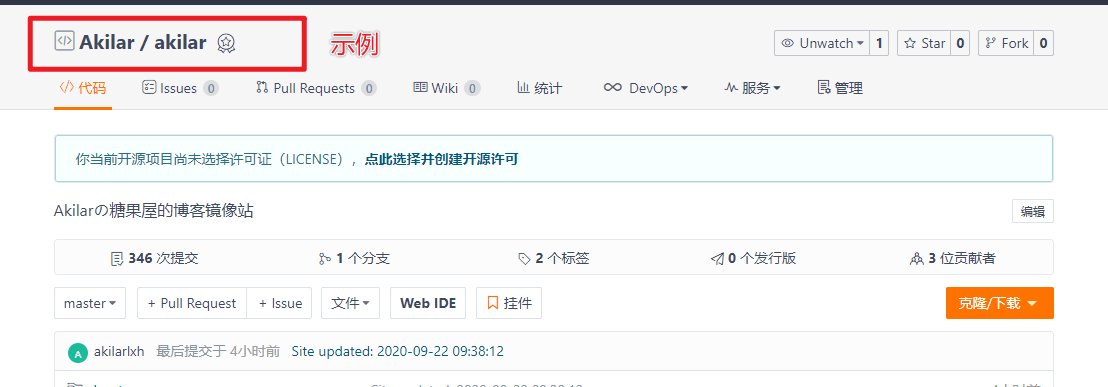 Akilar / akilar
示例
Unwatch 1 Star 0 Fork 0
代码 Issues 0 Pull Requests 0 Wiki 0 统计 DevOps 服务 管理
你当前开源项目尚未选择许可证（LICENSE），点此选择并创建开源许可
Akilarの糖果屋的博客镜像站 编辑
346 次提交 1 个分支 2 个标签 0 个发行版 3 位贡献者
master + Pull Request + Issue 文件 Web IDE 挂件 克隆/下载
A akilarlxh 最后提交于 4小时前 Site updated: 2020-09-22 09:38:12